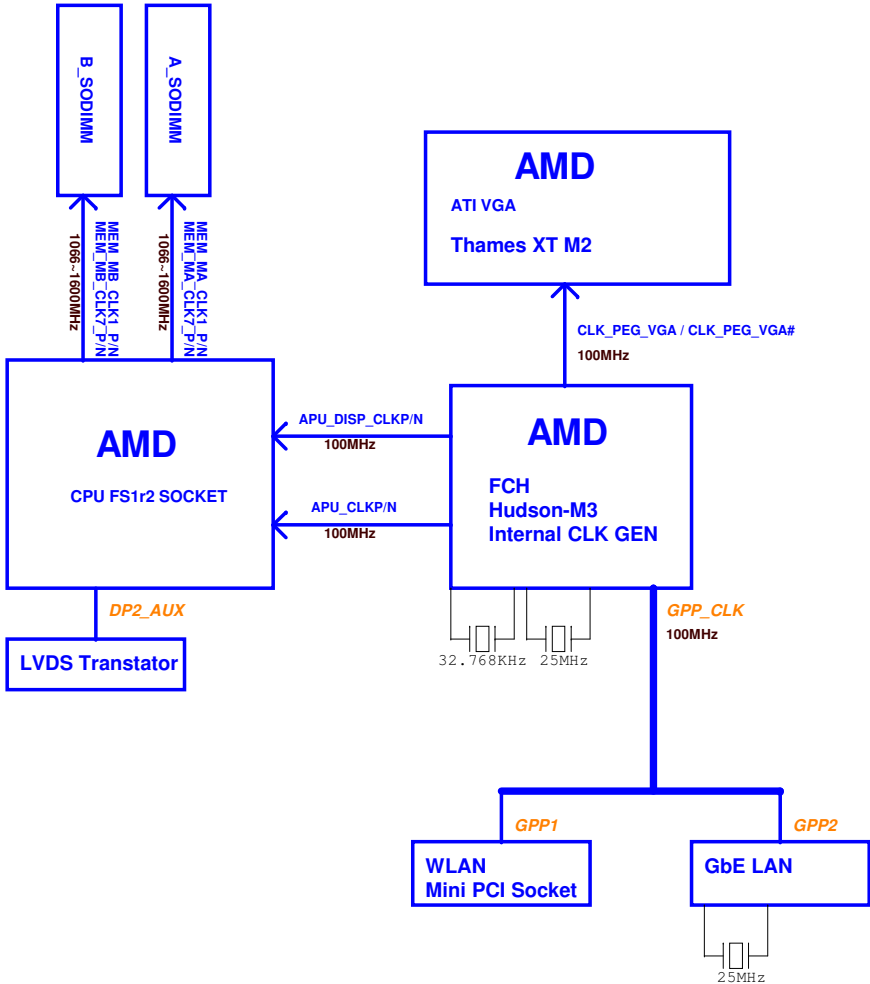 B_SODIMM
A_SODIMM
MEM_MB_CLK1_P/N
MEM_MB_CLK7_P/N
1066~1600MHz
MEM_MA_CLK1_P/N
MEM_MA_CLK7_P/N
1066~1600MHz
AMD
ATI VGA
Thames XT M2
CLK_PEG_VGA / CLK_PEG_VGA#
100MHz
AMD
CPU FS1r2 SOCKET
APU_DISP_CLKP/N
100MHz
APU_CLKP/N
100MHz
AMD
FCH
Hudson-M3
Internal CLK GEN
DP2_AUX
LVDS Transtator
32.768KHz
25MHz
GPP_CLK
100MHz
GPP1
WLAN
Mini PCI Socket
GPP2
GbE LAN
25MHz